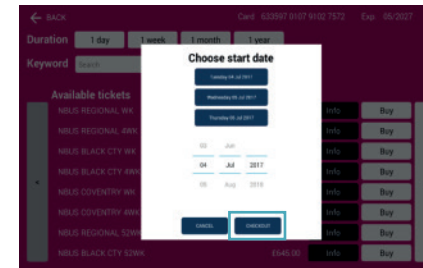 ← BACK Card 633597 0107 9102 7572 Exp. 05/2027
Duration 1 day 1 week 1 month 1 year
Keyword Search
Choose start date
Tuesday 04 Jul 2017
Wednesday 05 Jul 2017
Thursday 06 Jul 2017
Available tickets
NBUS REGIONAL WK Info Buy
NBUS REGIONAL 4WK Info Buy
NBUS BLACK CTY WK Info Buy
NBUS BLACK CTY 4WK Info Buy
NBUS COVENTRY WK Info Buy
NBUS COVENTRY 4WK Info Buy
NBUS REGIONAL 52WK Info Buy
NBUS BLACK CTY 52WK £645.00 Info Buy
03 Jun
04 Jul 2017
05 Aug 2018
CANCEL CHECKOUT